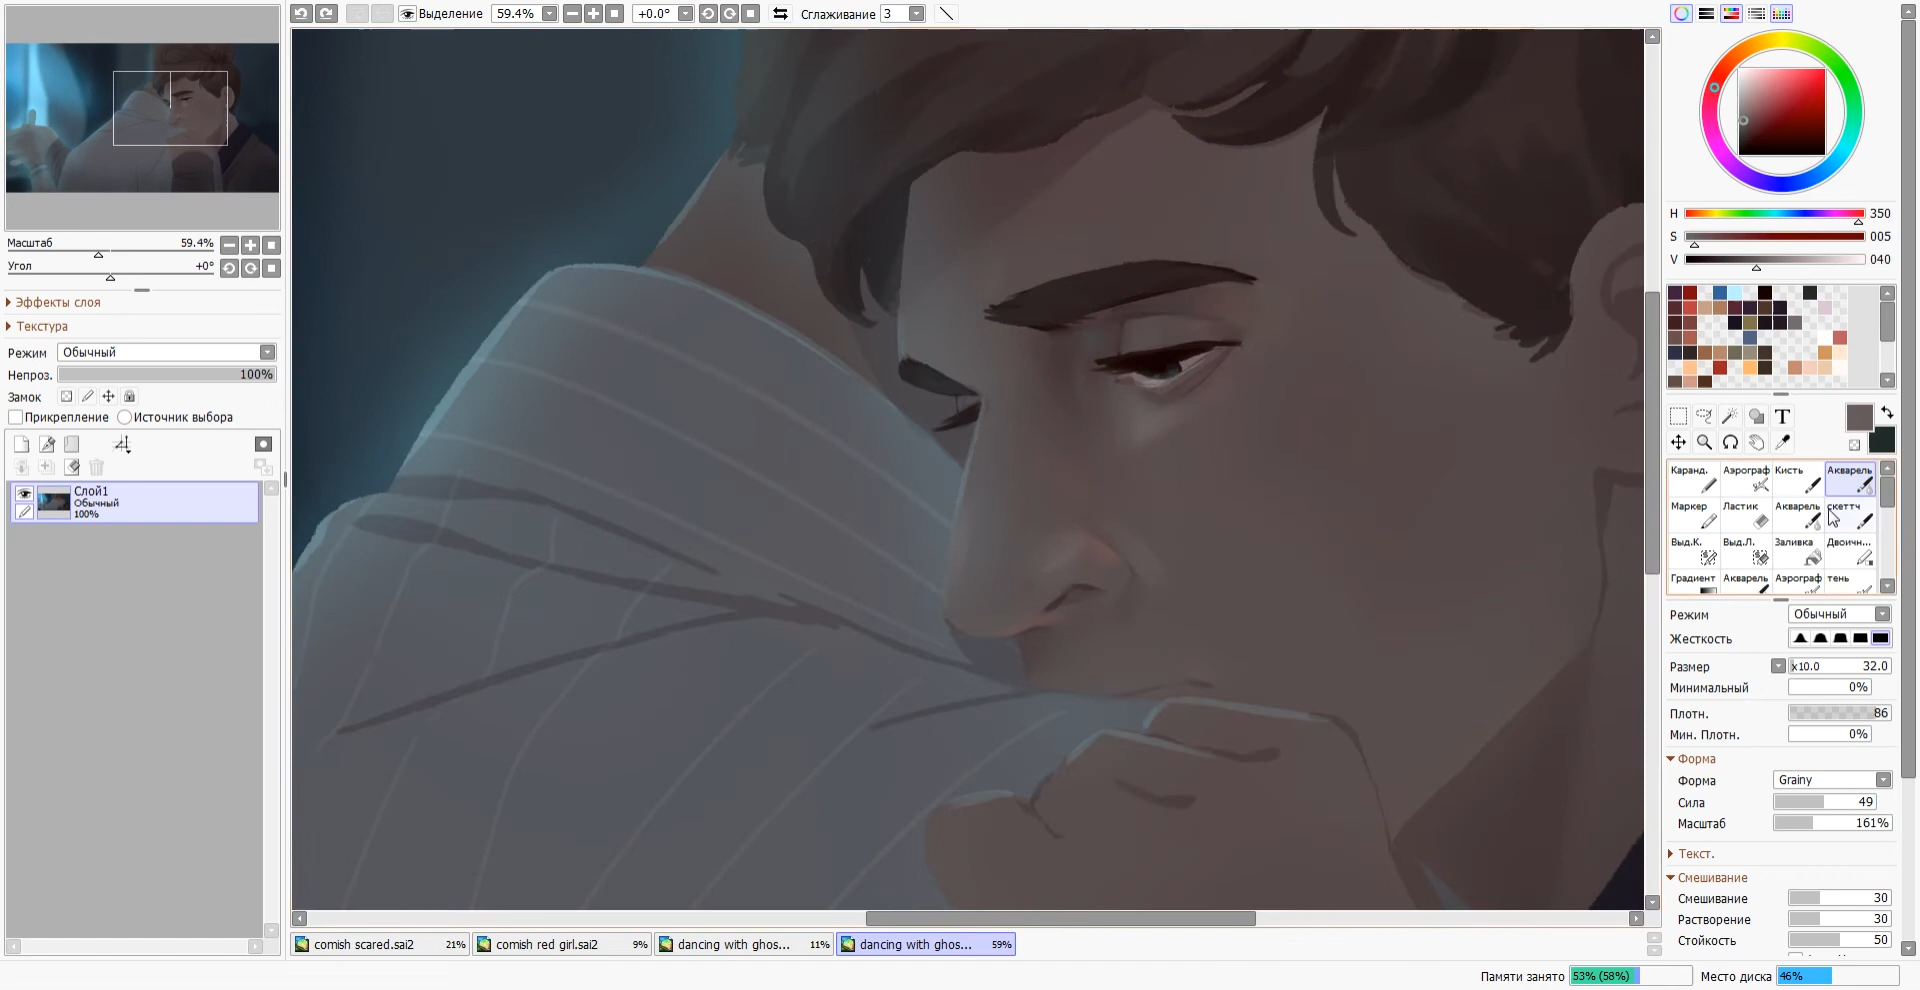 Выделение 59.4% +0.0° Сглаживание 3
Масштаб 59.4%
Угол +0°
Эффекты слоя
Текстура
Режим Обычный
Непроз. 100%
Замок
Прикрепление Источник выбора
Слой1
Обычный
100%
H 350
S 005
V 040
T
Каранд. Аэрограф Кисть Акварель
Маркер Ластик Акварель скеттч
Выд.К. Выд.Л. Заливка Двоичн...
Градиент Акварель Аэрограф тень
Режим Обычный
Жесткость
Размер x10.0 32.0
Минимальный 0%
Плотн. 86
Мин. Плотн. 0%
Форма
Форма Grainy
Сила 49
Масштаб 161%
Текст.
Смешивание
Смешивание 30
Растворение 30
Стойкость 50
comish scared.sai2 21% comish red girl.sai2 9% dancing with ghos... 11% dancing with ghos... 59%
Памяти занято 53% (58%) Место диска 46%